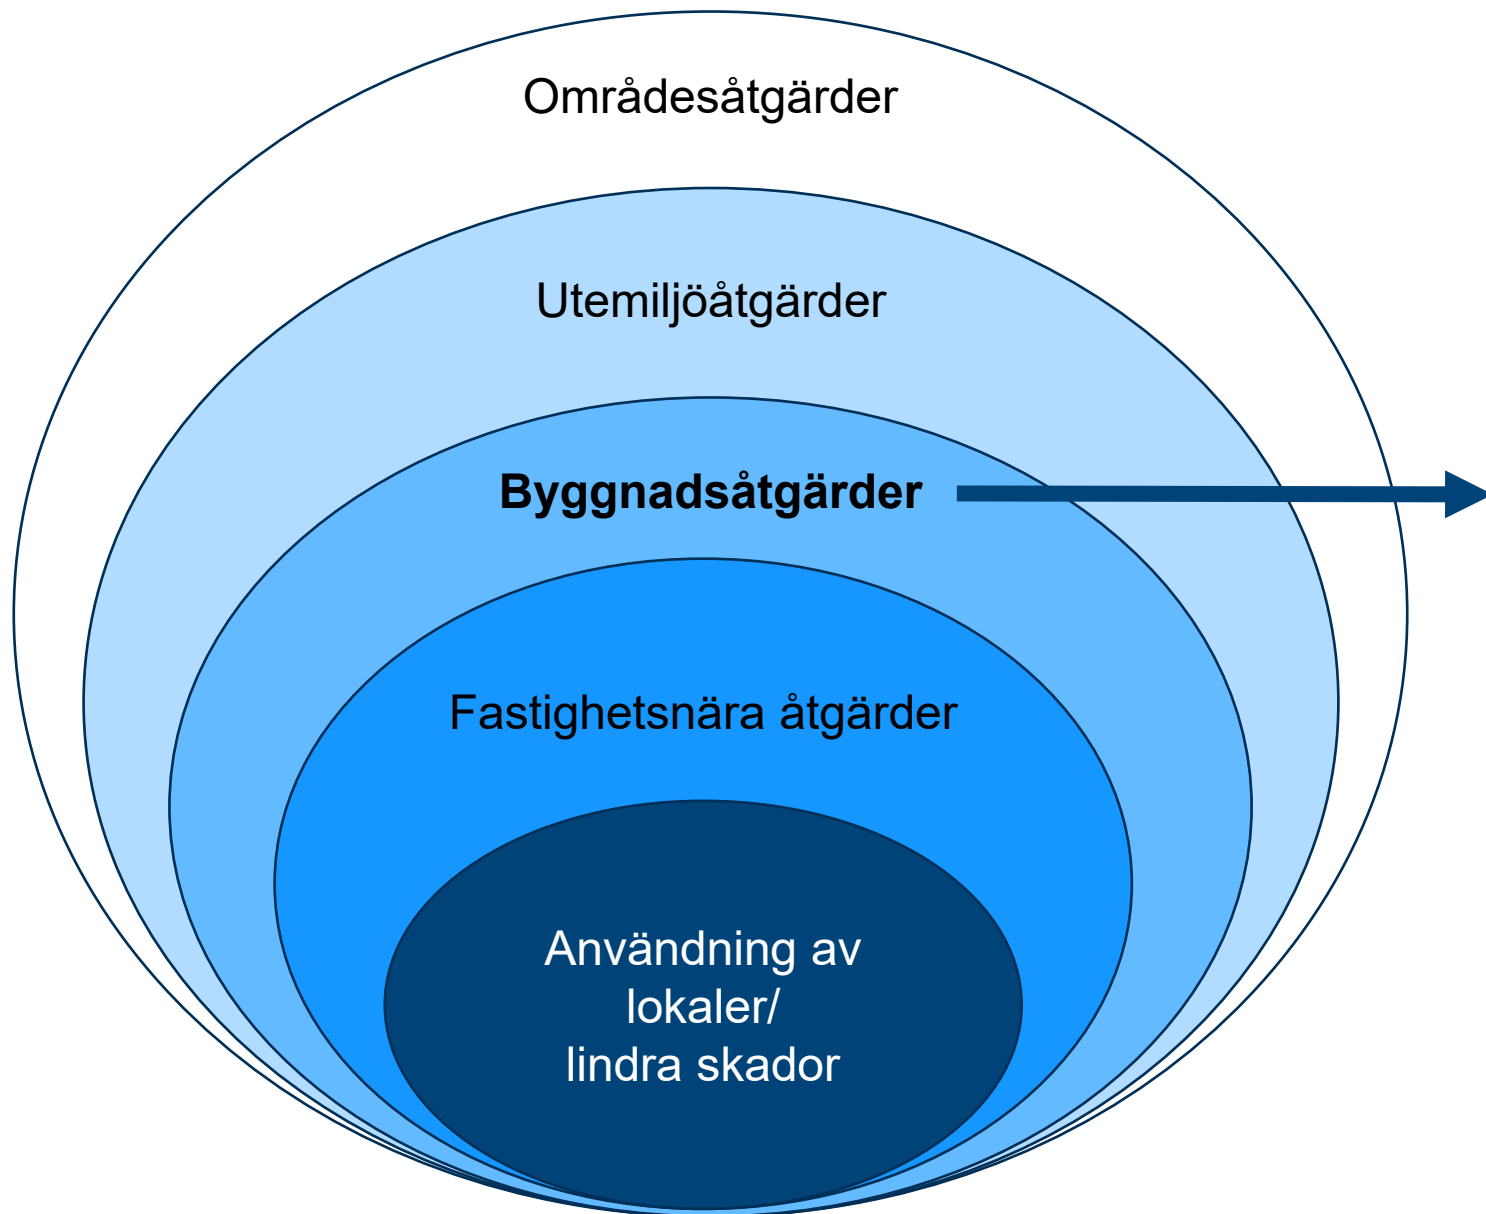 Områdesåtgärder
Utemiljöåtgärder
Byggnadsåtgärder
Fastighetsnära åtgärder
Användning av
lokaler/
lindra skador